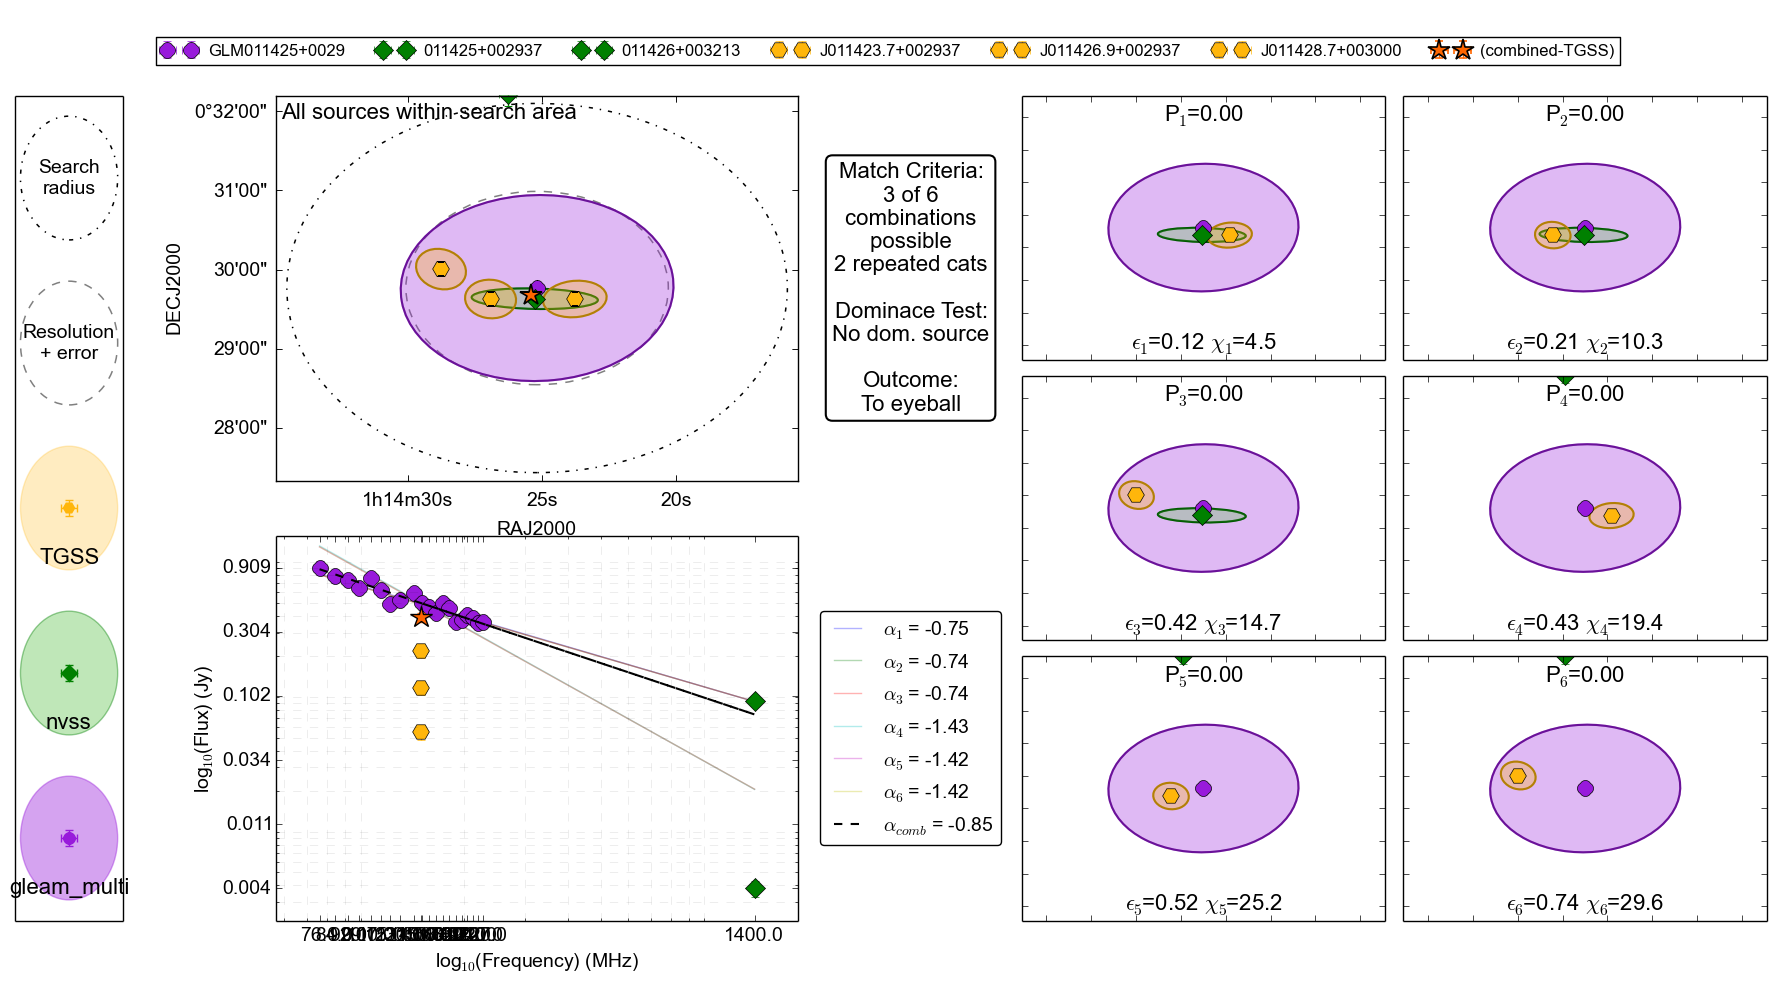 GLM011425+0029 011425+002937 011426+003213 J011423.7+002937 J011426.9+002937 J011428.7+003000 (combined-TGSS)
Search
radius
Resolution
+ error
TGSS
nvss
gleam_multi
All sources within search area
0°32'00"
31'00"
30'00"
29'00"
28'00"
DECJ2000
1h14m30s 25s 20s
RAJ2000
Match Criteria:
3 of 6
combinations
possible
2 repeated cats
Dominace Test:
No dom. source
Outcome:
To eyeball
0.909
0.304
0.102
0.034
0.011
0.004
log₁₀(Flux) (Jy)
1400.0
log₁₀(Frequency) (MHz)
α₁ = -0.75
α₂ = -0.74
α₃ = -0.74
α₄ = -1.43
α₅ = -1.42
α₆ = -1.42
α_comb = -0.85
P₁=0.00
ϵ₁=0.12 χ₁=4.5
P₂=0.00
ϵ₂=0.21 χ₂=10.3
P₃=0.00
ϵ₃=0.42 χ₃=14.7
P₄=0.00
ϵ₄=0.43 χ₄=19.4
P₅=0.00
ϵ₅=0.52 χ₅=25.2
P₆=0.00
ϵ₆=0.74 χ₆=29.6